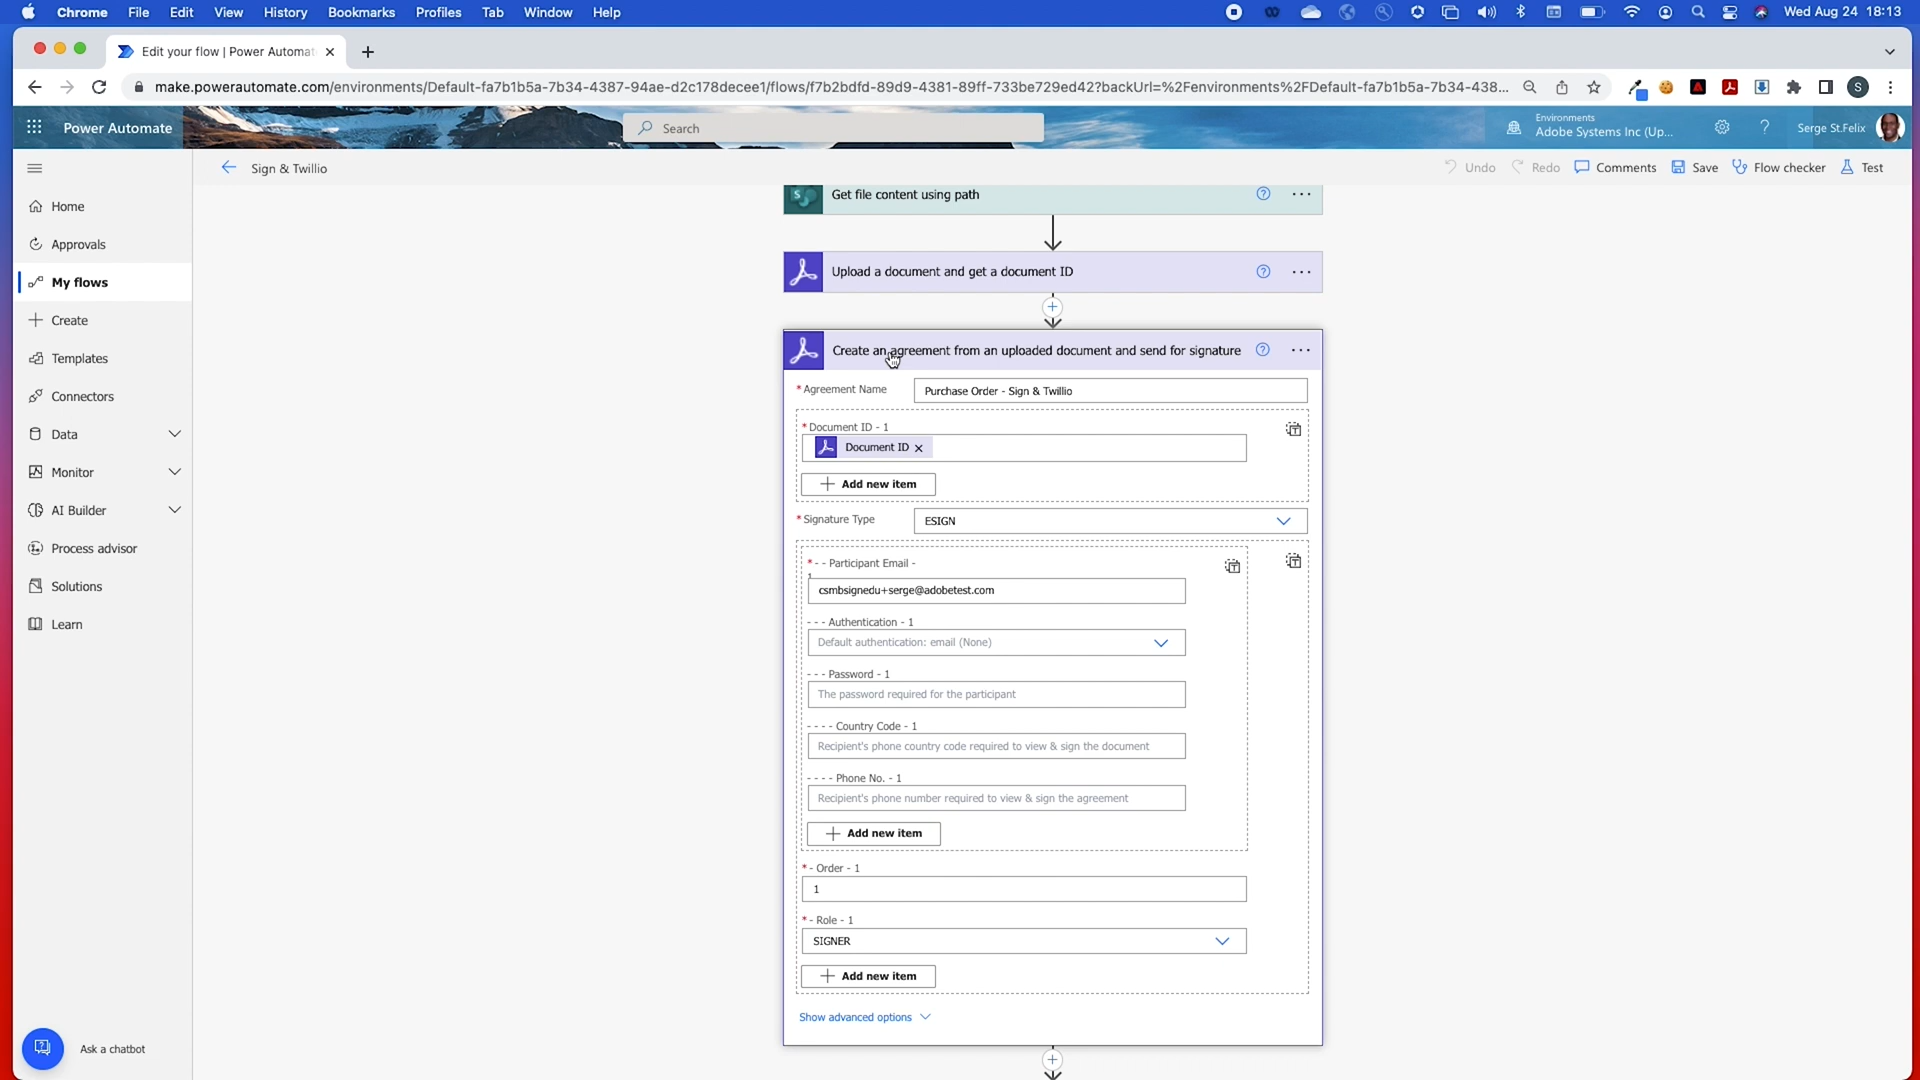 Chrome File Edit View History Bookmarks Profiles Tab Window Help Wed Aug 24 18:13
Edit your flow | Power Automat
make.powerautomate.com/environments/Default-fa7b1b5a-7b34-4387-94ae-d2c178decee1/flows/f7b2bdfd-89d9-4381-89ff-733be729ed42?backUrl=%2Fenvironments%2FDefault-fa7b1b5a-7b34-438... S
Power Automate Search Environments
Adobe Systems Inc (Up... Serge St.Felix
Sign & Twillio Undo Redo Comments Save Flow checker Test
Home
Approvals
My flows
Create
Templates
Connectors
Data
Monitor
AI Builder
Process advisor
Solutions
Learn
Ask a chatbot
Get file content using path
Upload a document and get a document ID
Create an agreement from an uploaded document and send for signature
* Agreement Name Purchase Order - Sign & Twillio
* Document ID - 1
Document ID
Add new item
* Signature Type ESIGN
* - - Participant Email -
csmbsignedu+serge@adobetest.com
- - - Authentication - 1
Default authentication: email (None)
- - - Password - 1
The password required for the participant
- - - - Country Code - 1
Recipient's phone country code required to view & sign the document
- - - - Phone No. - 1
Recipient's phone number required to view & sign the agreement
Add new item
* - Order - 1
1
* - Role - 1
SIGNER
Add new item
Show advanced options